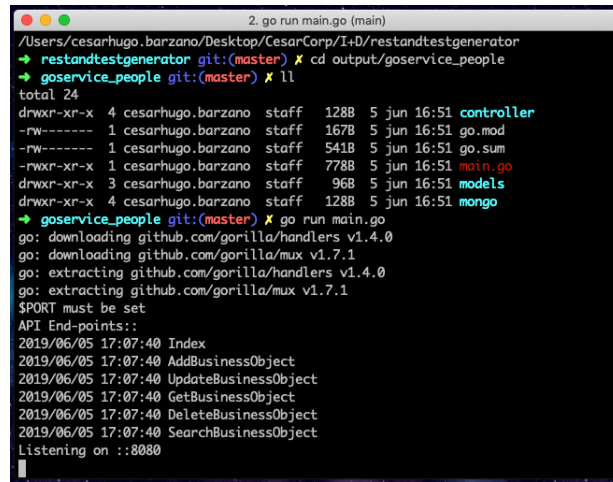 2. go run main.go (main)
/Users/cesarhugo.barzano/Desktop/CesarCorp/I+D/restandtestgenerator
➜ restandtestgenerator git:(master) ✗ cd output/goservice_people
➜ goservice_people git:(master) ✗ ll
total 24
drwxr-xr-x 4 cesarhugo.barzano staff 128B 5 jun 16:51 controller
-rw------- 1 cesarhugo.barzano staff 167B 5 jun 16:51 go.mod
-rw------- 1 cesarhugo.barzano staff 541B 5 jun 16:51 go.sum
-rwxr-xr-x 1 cesarhugo.barzano staff 778B 5 jun 16:51 main.go
drwxr-xr-x 3 cesarhugo.barzano staff 96B 5 jun 16:51 models
drwxr-xr-x 4 cesarhugo.barzano staff 128B 5 jun 16:51 mongo
➜ goservice_people git:(master) ✗ go run main.go
go: downloading github.com/gorilla/handlers v1.4.0
go: downloading github.com/gorilla/mux v1.7.1
go: extracting github.com/gorilla/handlers v1.4.0
go: extracting github.com/gorilla/mux v1.7.1
$PORT must be set
API End-points::
2019/06/05 17:07:40 Index
2019/06/05 17:07:40 AddBusinessObject
2019/06/05 17:07:40 UpdateBusinessObject
2019/06/05 17:07:40 GetBusinessObject
2019/06/05 17:07:40 DeleteBusinessObject
2019/06/05 17:07:40 SearchBusinessObject
Listening on ::8080